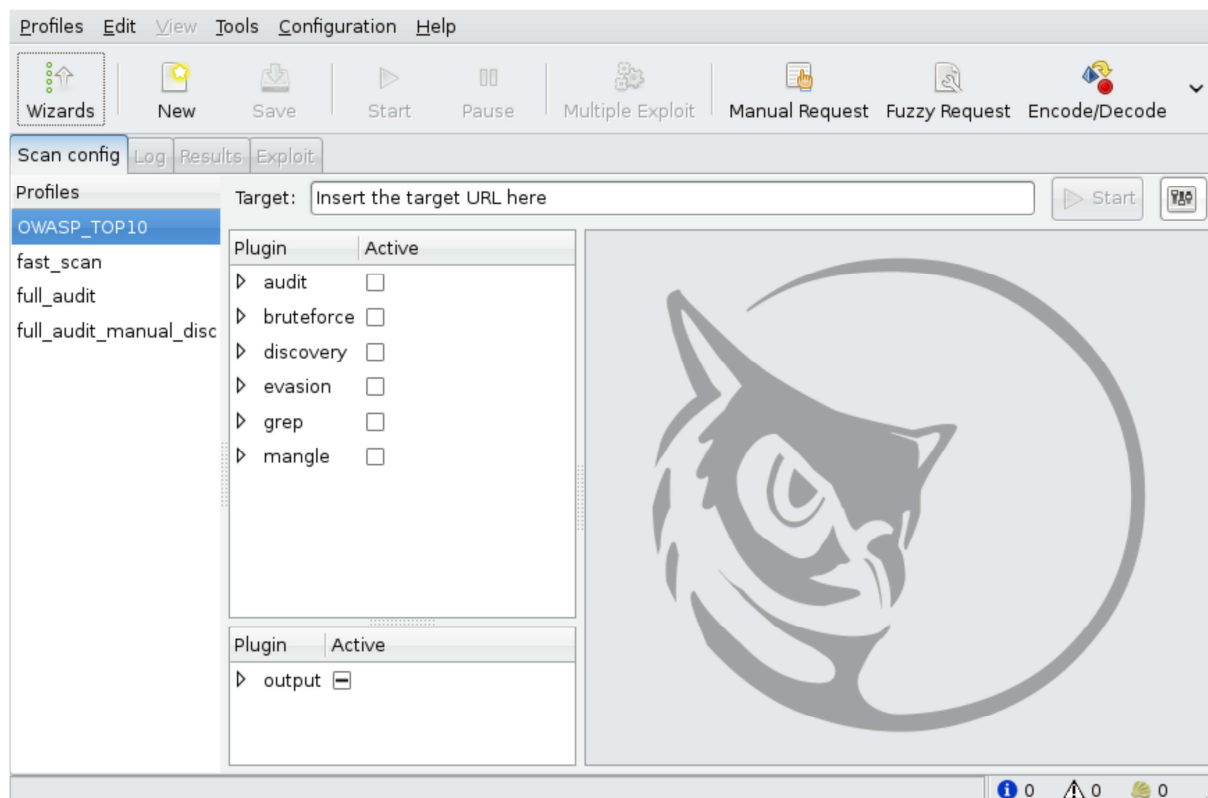 Profiles Edit View Tools Configuration Help
Wizards New Save Start Pause Multiple Exploit Manual Request Fuzzy Request Encode/Decode
Scan config Log Results Exploit
Profiles
OWASP_TOP10
fast_scan
full_audit
full_audit_manual_disc
Target: Insert the target URL here Start
Plugin Active
audit
bruteforce
discovery
evasion
grep
mangle
Plugin Active
output
0 0 0